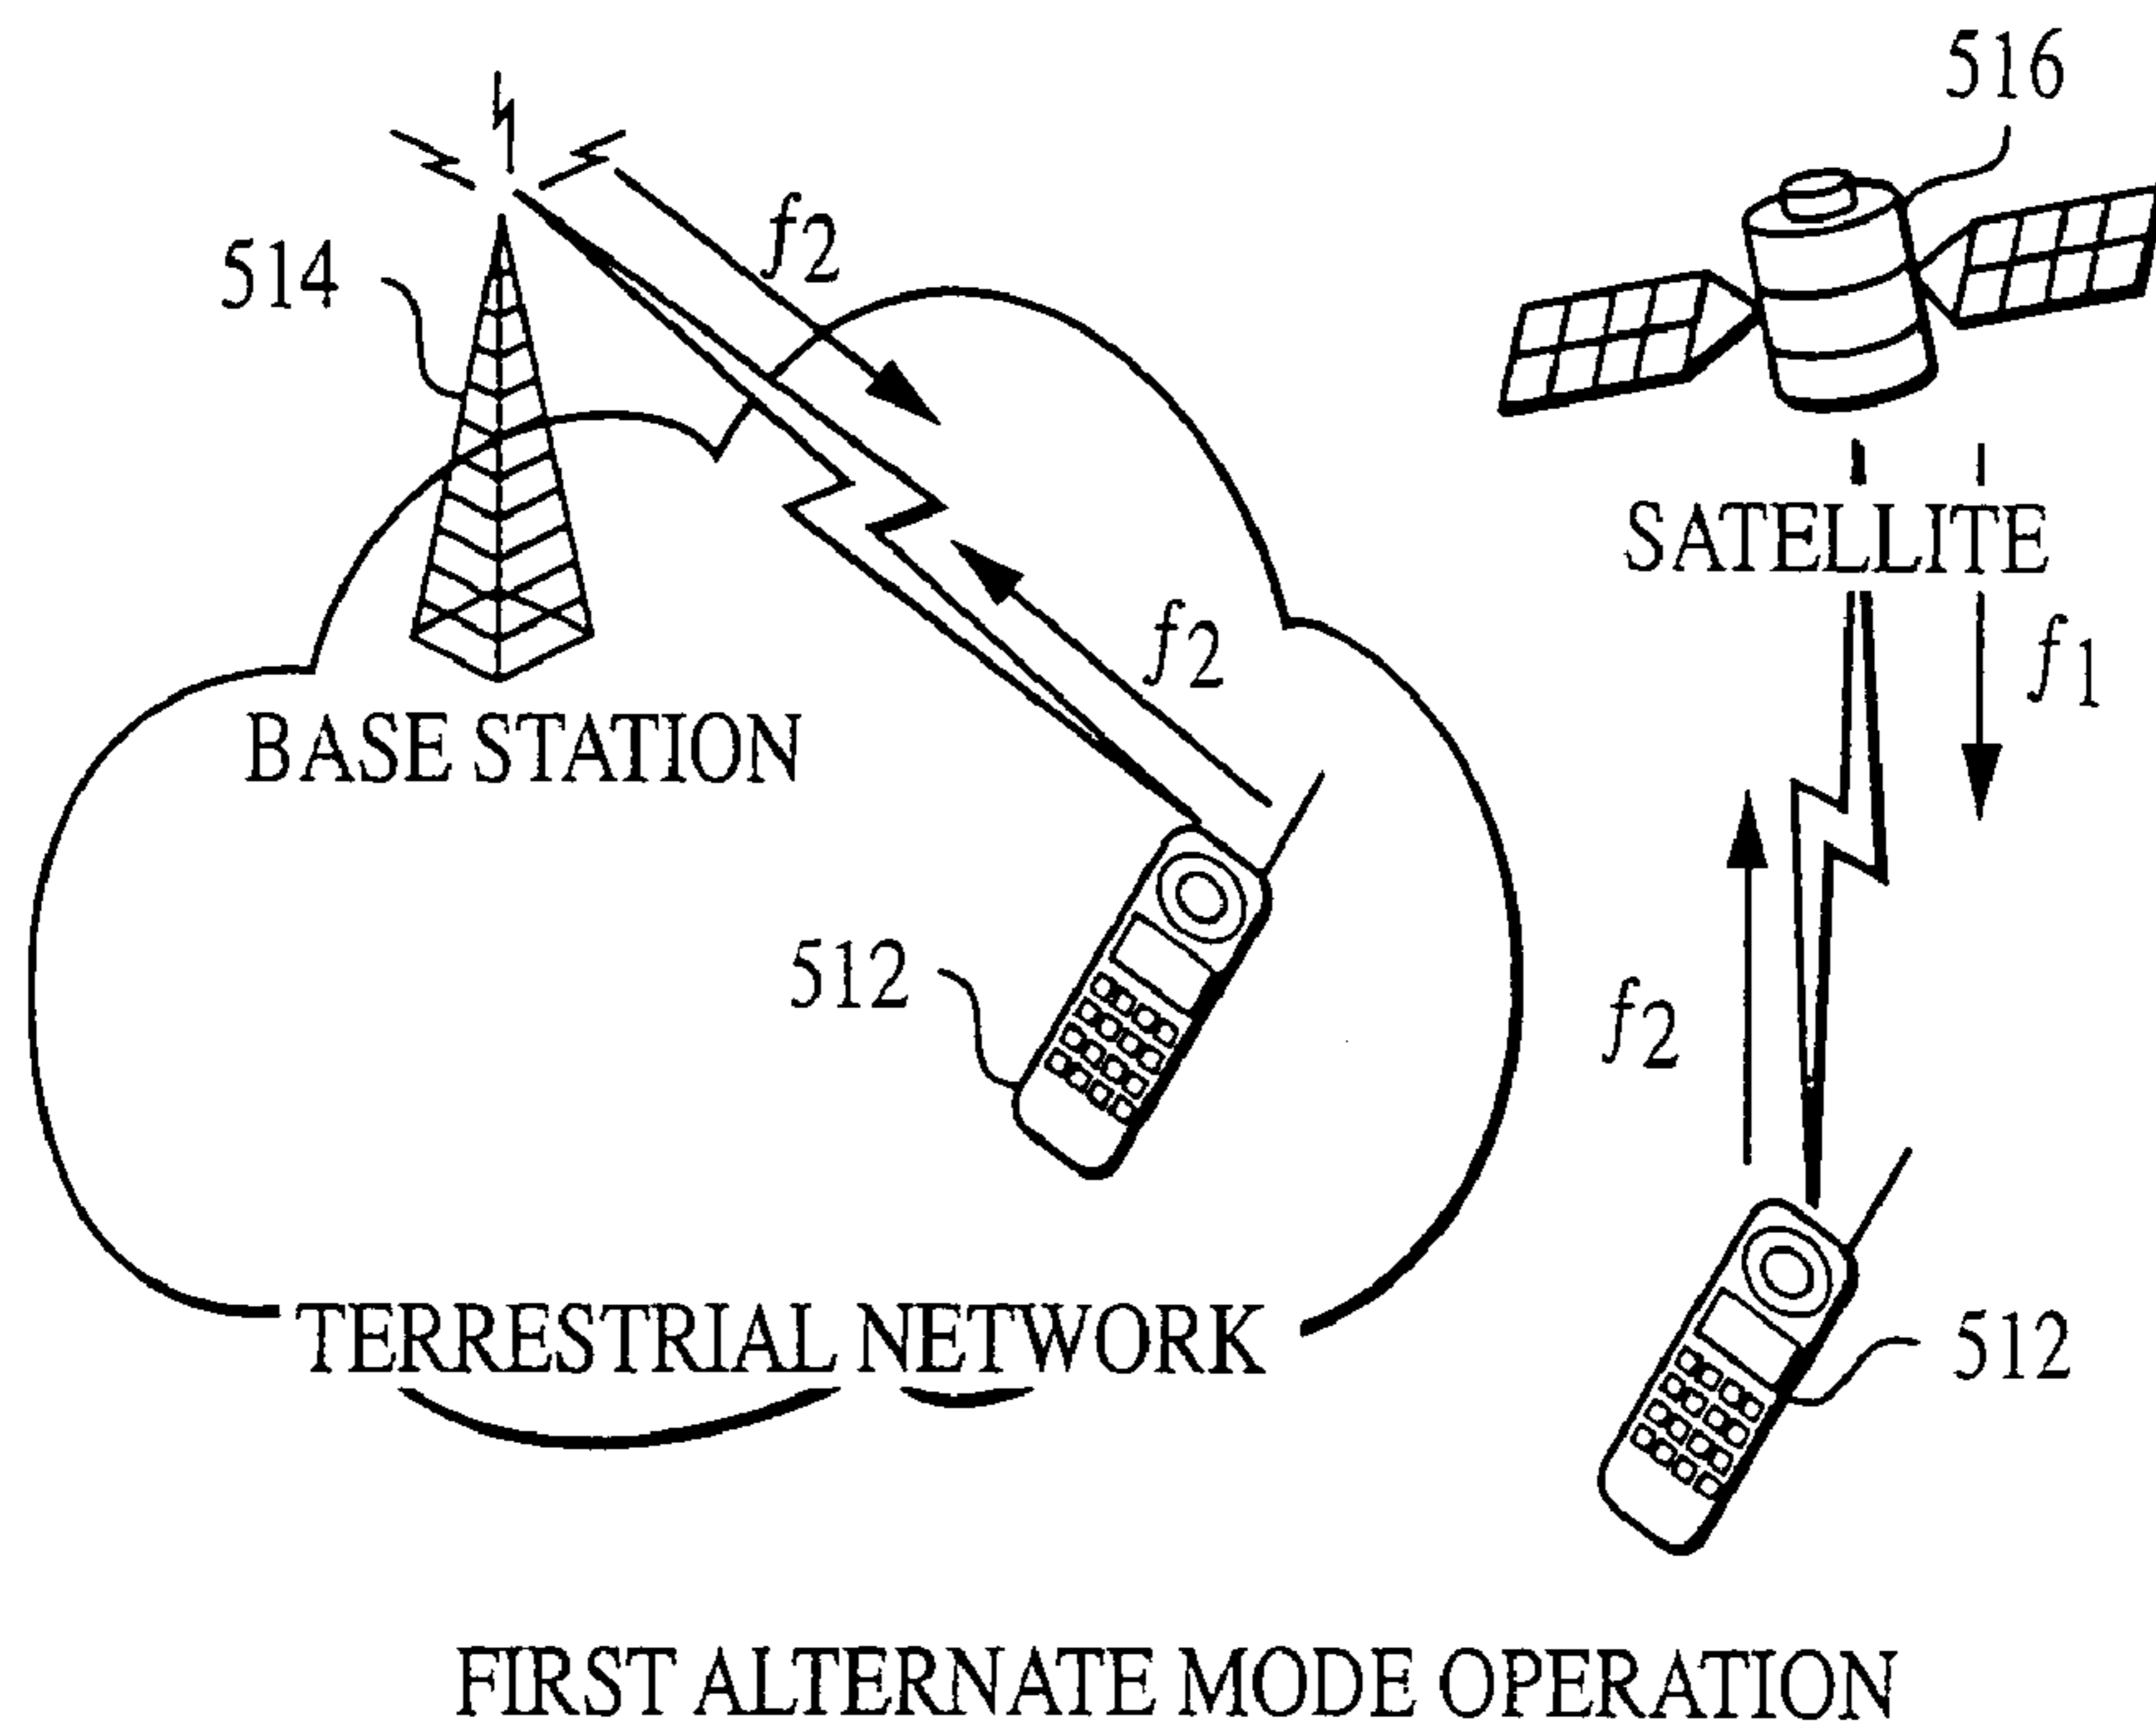 516
f2
514
SATELLITE
f2
f1
BASE STATION
512
f2
TERRESTRIAL NETWORK
512
FIRST ALTERNATE MODE OPERATION